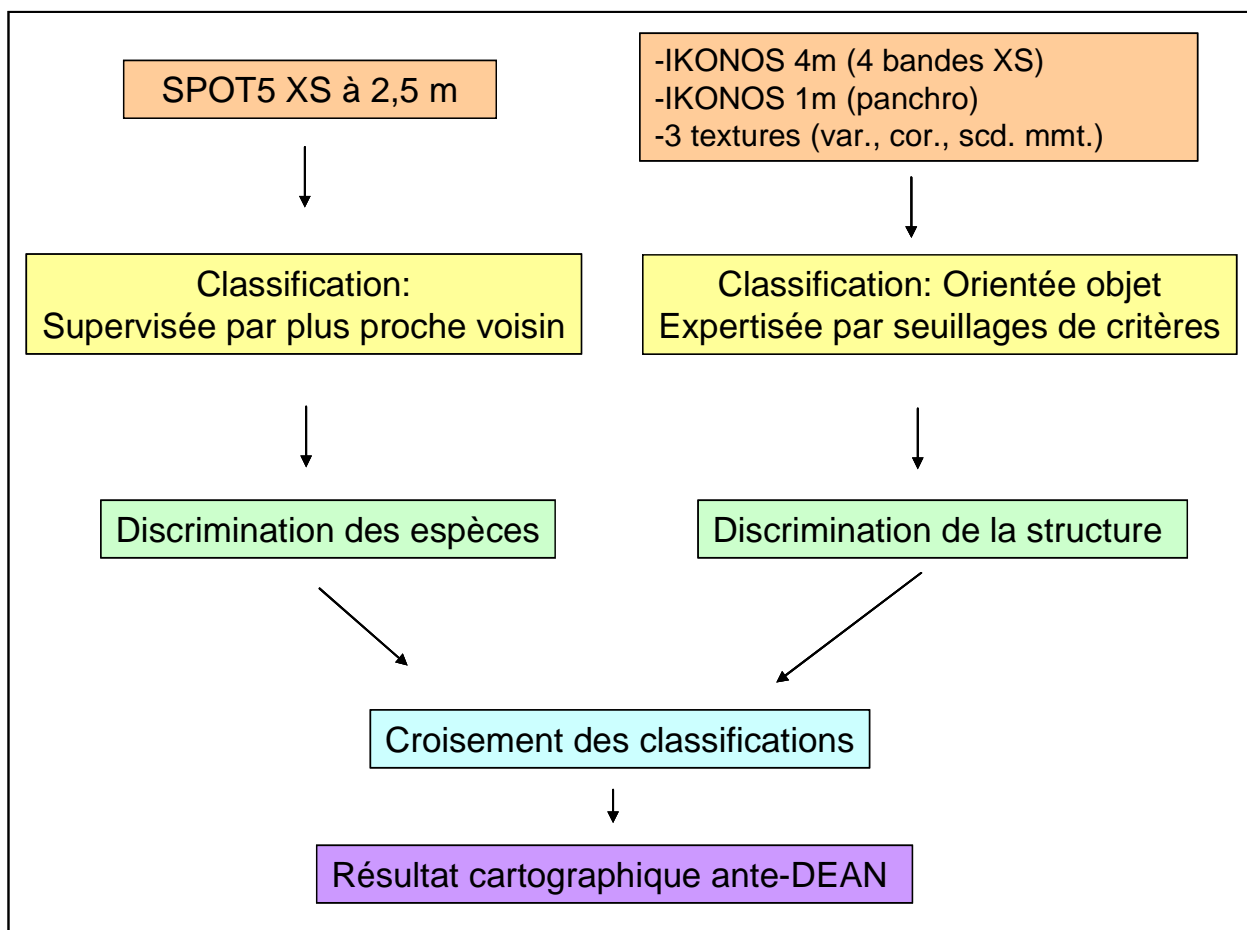 SPOT5 XS à 2,5 m
-IKONOS 4m (4 bandes XS)
-IKONOS 1m (panchro)
-3 textures (var., cor., scd. mmt.)
Classification:
Supervisée par plus proche voisin
Classification: Orientée objet
Expertisée par seuillages de critères
Discrimination des espèces
Discrimination de la structure
Croisement des classifications
Résultat cartographique ante-DEAN